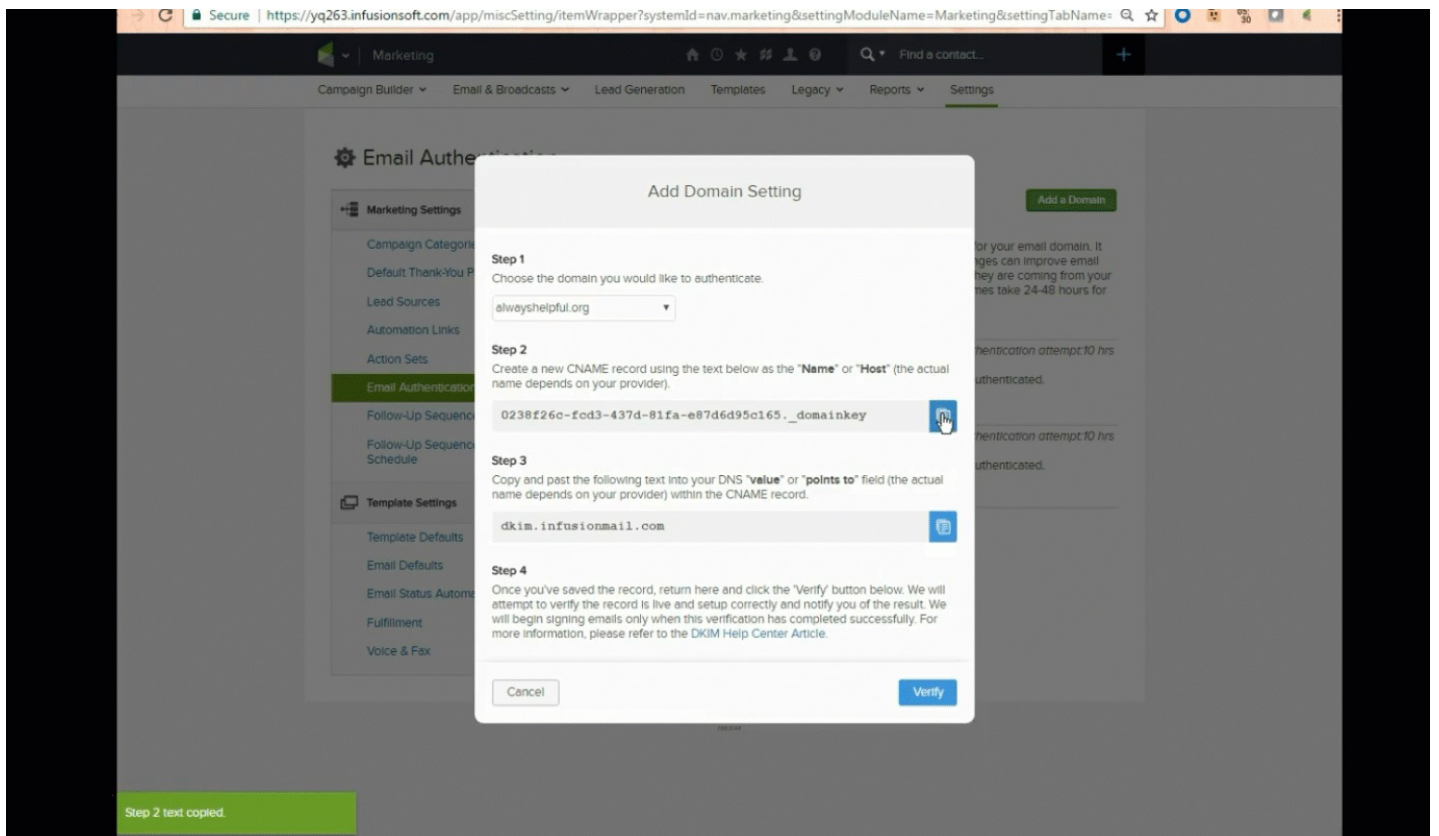 Secure | https://yq263.infusionsoft.com/app/miscSetting/itemWrapper?systemId=nav.marketing&settingModuleName=Marketing&settingTabName=
Marketing
Find a contact...
Campaign Builder Email & Broadcasts Lead Generation Templates Legacy Reports Settings
Email Authe
Add Domain Setting
Add a Domain
Marketing Settings
Campaign Categorie
Default Thank-You P
Lead Sources
Automation Links
Action Sets
Email Authentication
Follow-Up Sequenc
Follow-Up Sequenc
Schedule
Template Settings
Template Defaults
Email Defaults
Email Status Automa
Fulfillment
Voice & Fax
Step 1
Choose the domain you would like to authenticate.
alwayshelpful.org
Step 2
Create a new CNAME record using the text below as the "Name" or "Host" (the actual
name depends on your provider).
0238f26c-fcd3-437d-81fa-e87d6d95c165._domainkey
Step 3
Copy and past the following text into your DNS "value" or "points to" field (the actual
name depends on your provider) within the CNAME record.
dkim.infusionmail.com
Step 4
Once you've saved the record, return here and click the 'Verify' button below. We will
attempt to verify the record is live and setup correctly and notify you of the result. We
will begin signing emails only when this verification has completed successfully. For
more information, please refer to the DKIM Help Center Article.
Cancel
Verify
for your email domain. It
nges can improve email
hey are coming from your
mes take 24-48 hours for
hentication attempt:10 hrs
uthenticated.
hentication attempt:10 hrs
uthenticated.
Step 2 text copied.